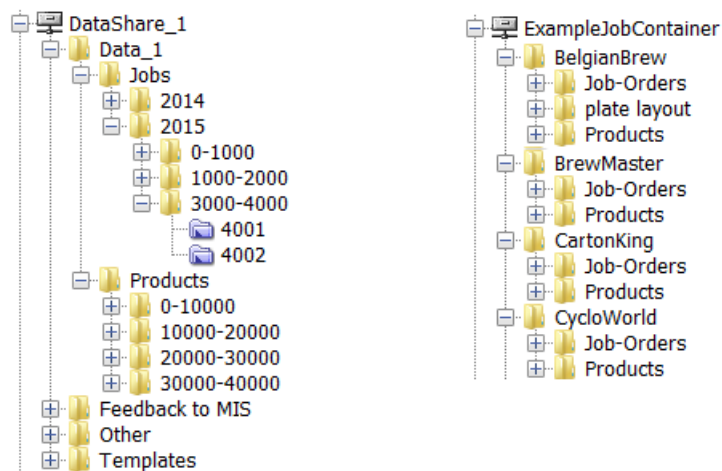 DataShare_1
Data_1
Jobs
2014
2015
0-1000
1000-2000
3000-4000
4001
4002
Products
0-10000
10000-20000
20000-30000
30000-40000
Feedback to MIS
Other
Templates
ExampleJobContainer
BelgianBrew
Job-Orders
plate layout
Products
BrewMaster
Job-Orders
Products
CartonKing
Job-Orders
Products
CycloWorld
Job-Orders
Products